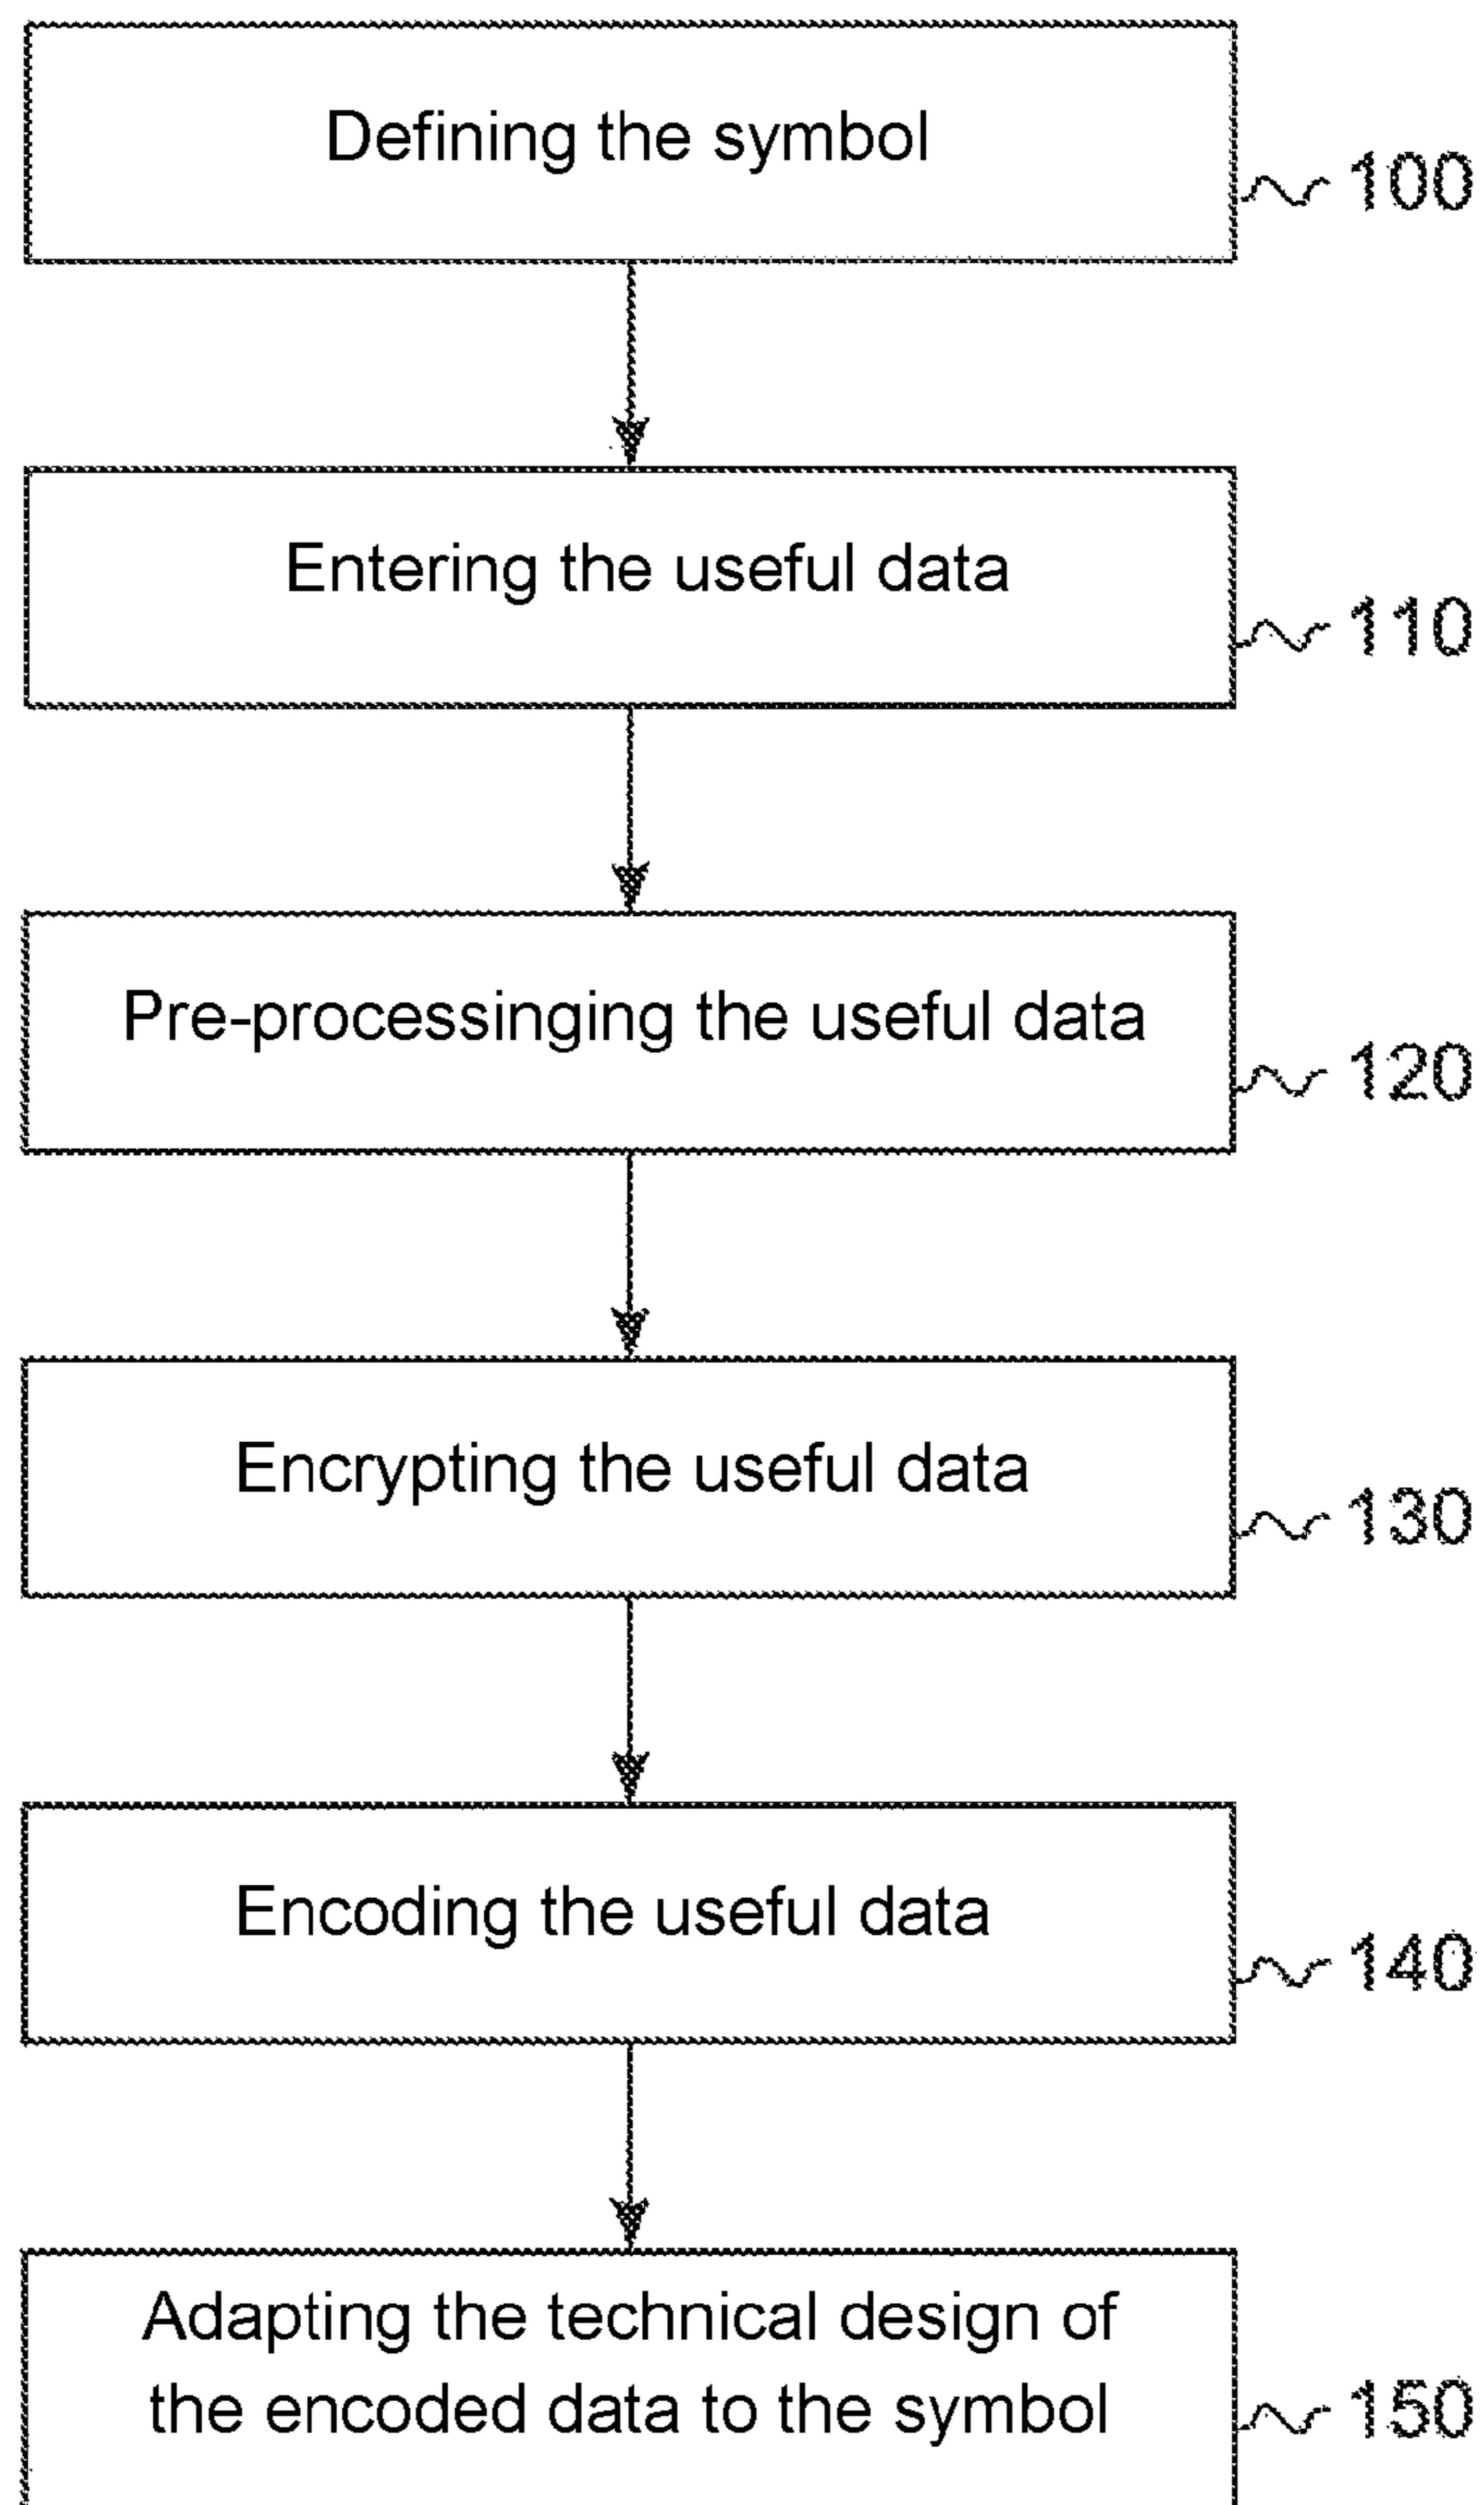 Defining the symbol
100
Entering the useful data
110
Pre-processinging the useful data
120
Encrypting the useful data
130
Encoding the useful data
140
Adapting the technical design of
the encoded data to the symbol
150